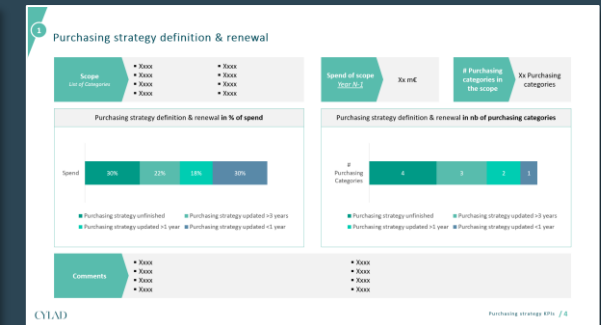 1
Purchasing strategy definition & renewal
Scope
List of Categories
▪ Xxxx
▪ Xxxx
▪ Xxxx
▪ Xxxx
▪ Xxxx
▪ Xxxx
▪ Xxxx
▪ Xxxx
Spend of scope
Year N-1
Xx m€
# Purchasing
categories in
the scope
Xx Purchasing
categories
Purchasing strategy definition & renewal in % of spend
Spend
30%
22%
18%
30%
▪ Purchasing strategy unfinished
▪ Purchasing strategy updated >3 years
▪ Purchasing strategy updated >1 year
▪ Purchasing strategy updated <1 year
Purchasing strategy definition & renewal in nb of purchasing categories
#
Purchasing
Categories
4
3
2
1
▪ Purchasing strategy unfinished
▪ Purchasing strategy updated >3 years
▪ Purchasing strategy updated >1 year
▪ Purchasing strategy updated <1 year
Comments
▪ Xxxx
▪ Xxxx
▪ Xxxx
▪ Xxxx
▪ Xxxx
▪ Xxxx
▪ Xxxx
▪ Xxxx
CYLAD
Purchasing strategy KPIs / 4